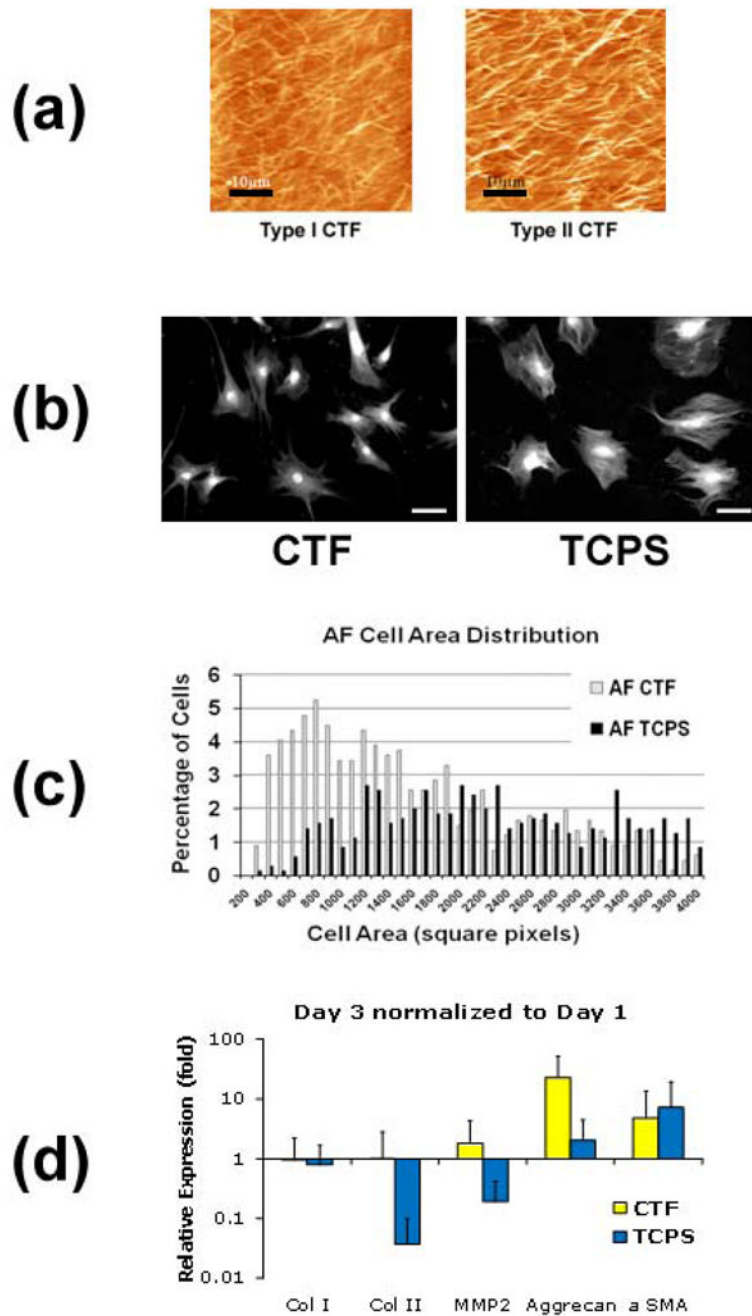 (a)
10µm
10µm
Type I CTF
Type II CTF
(b)
CTF
TCPS
(c)
AF Cell Area Distribution
Percentage of Cells
6
5
4
3
2
1
0
AF CTF
AF TCPS
200
400
600
800
1000
1200
1400
1600
1800
2000
2200
2400
2600
2800
3000
3200
3400
3600
3800
4000
Cell Area (square pixels)
(d)
Day 3 normalized to Day 1
Relative Expression (fold)
100
10
1
0.1
0.01
CTF
TCPS
Col I
Col II
MMP2
Aggrecan
a SMA